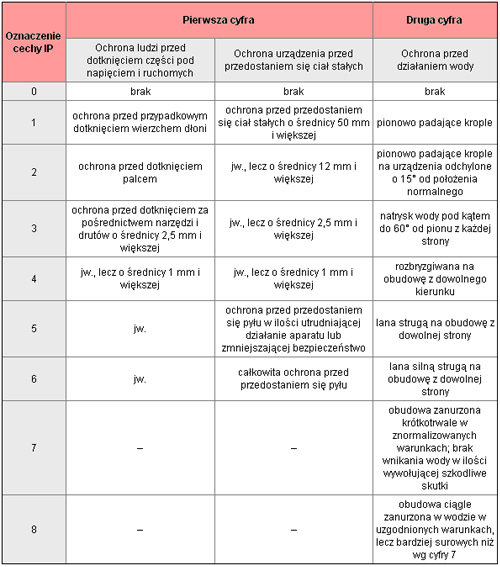 Oznaczenie
cechy IP
Pierwsza cyfra
Druga cyfra
Ochrona ludzi przed
dotknięciem części pod
napięciem i ruchomych
Ochrona urządzenia przed
przedostaniem się ciał stałych
Ochrona przed
działaniem wody
0
brak
brak
brak
1
ochrona przed przypadkowym
dotknięciem wierzchem dłoni
ochrona przed przedostaniem
się ciał stałych o średnicy 50 mm
i większej
pionowo padające krople
2
ochrona przed dotknięciem
palcem
jw., lecz o średnicy 12 mm i
większej
pionowo padające krople
na urządzenia odchylone
o 15° od położenia
normalnego
3
ochrona przed dotknięciem za
pośrednictwem narzędzi i
drutów o średnicy 2,5 mm i
większej
jw., lecz o średnicy 2,5 mm i
większej
natrysk wody pod kątem
do 60° od pionu z każdej
strony
4
jw., lecz o średnicy 1 mm i
większej
jw., lecz o średnicy 1 mm i
większej
rozbryzgiwana na
obudowę z dowolnego
kierunku
5
jw.
ochrona przed przedostaniem
się pyłu w ilości utrudniającej
działanie aparatu lub
zmniejszającej bezpieczeństwo
lana strugą na obudowę z
dowolnej strony
6
jw.
całkowita ochrona przed
przedostaniem się pyłu
lana silną strugą na
obudowę z dowolnej
strony
7
–
–
obudowa zanurzona
krótkotrwale w
znormalizowanych
warunkach; brak
wnikania wody w ilości
wywołującej szkodliwe
skutki
8
–
–
obudowa ciągle
zanurzona w wodzie w
uzgodnionych warunkach,
lecz bardziej surowych niż
wg cyfry 7